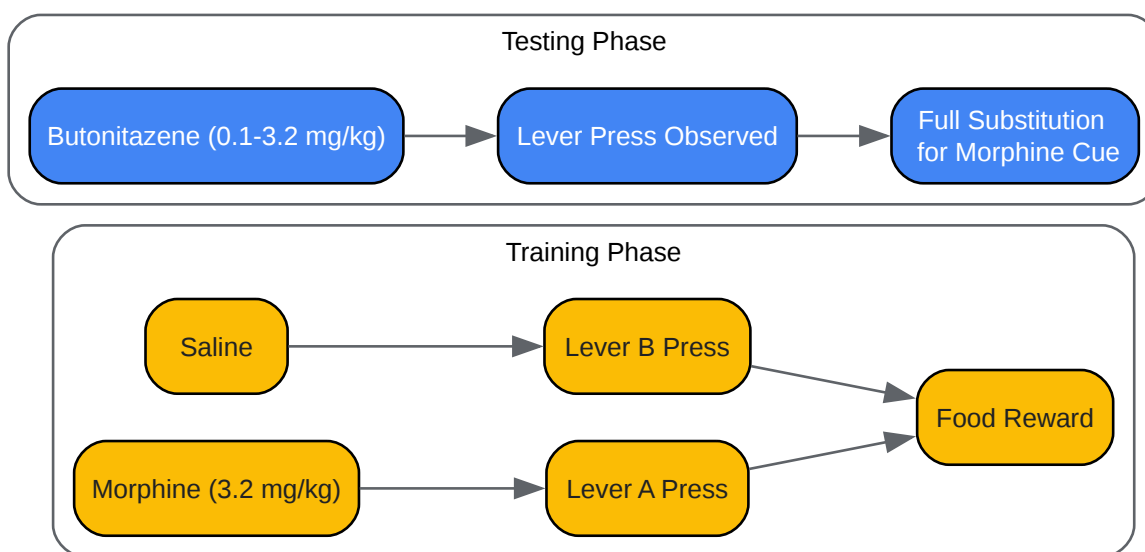 Testing Phase
Butonitazene (0.1-3.2 mg/kg)
Lever Press Observed
Full Substitution
for Morphine Cue
Training Phase
Saline
Lever B Press
Food Reward
Morphine (3.2 mg/kg)
Lever A Press